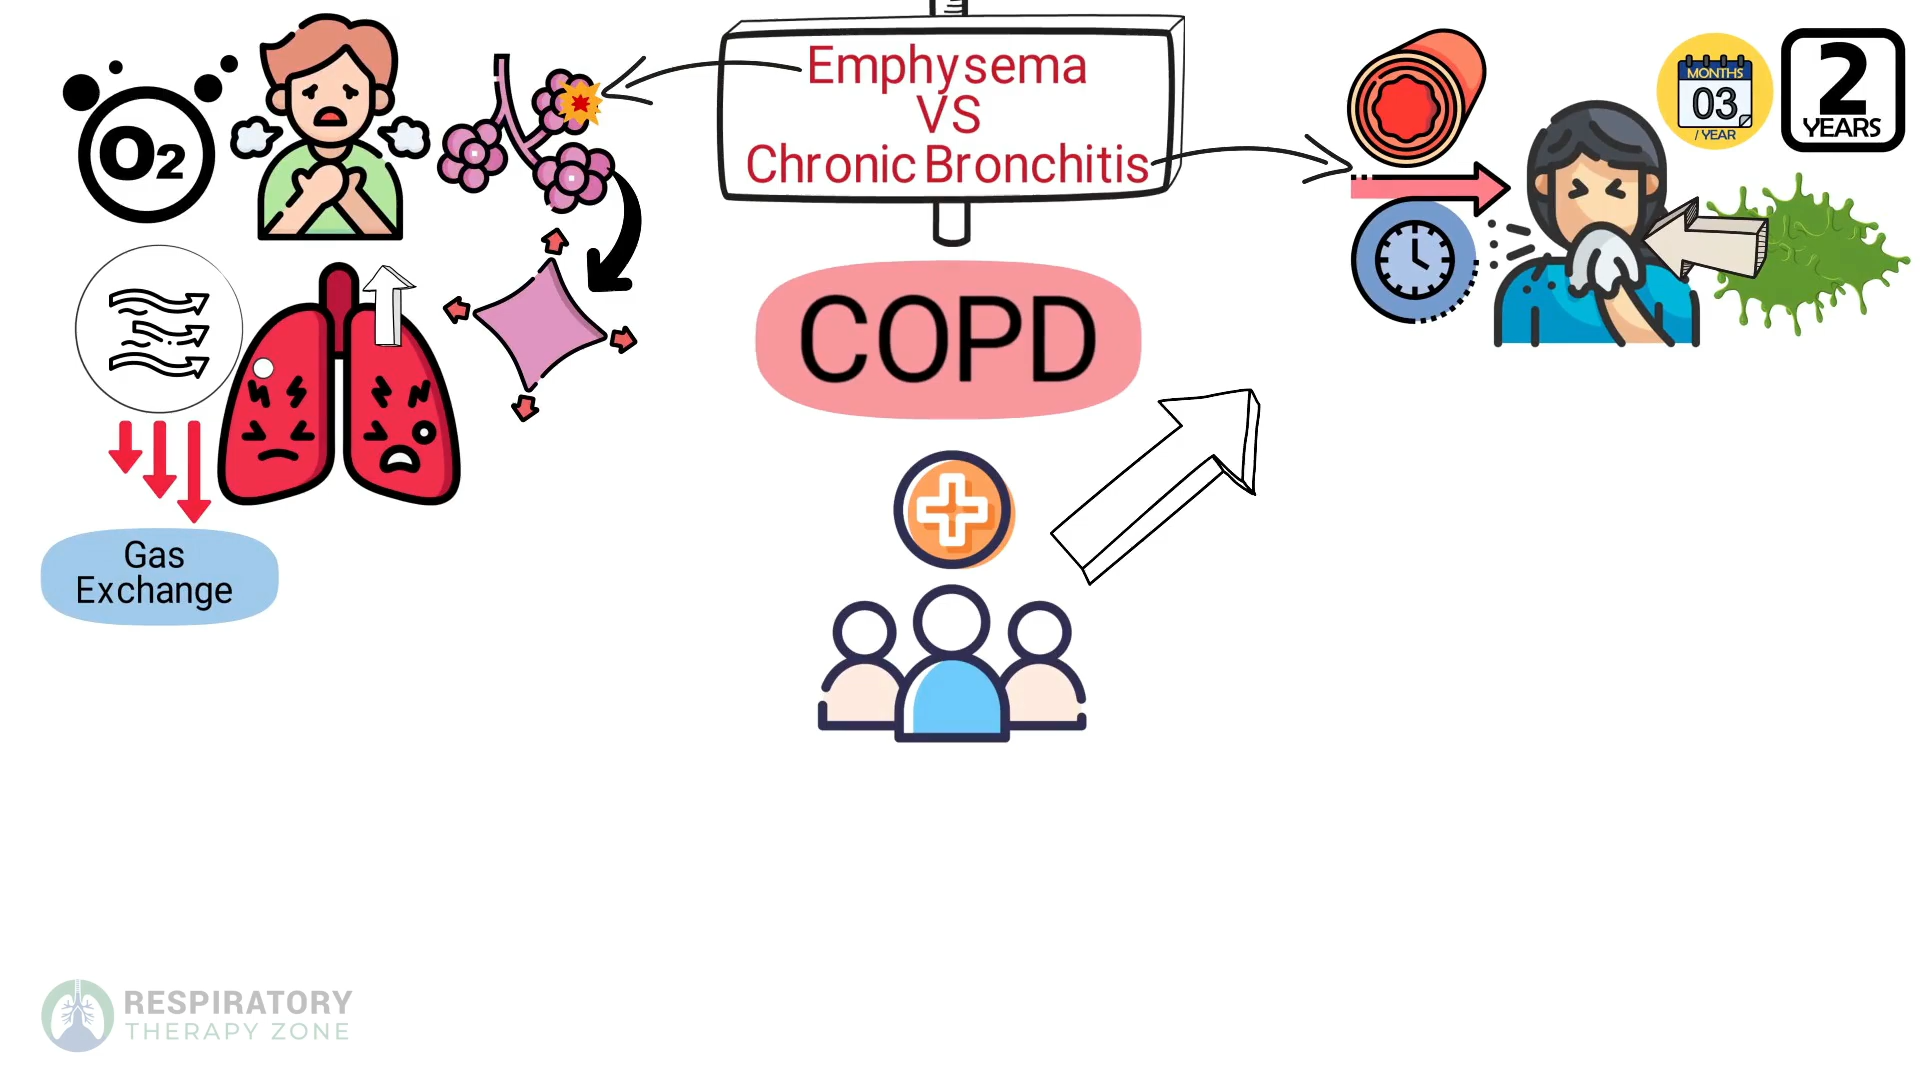 Emphysema
VS
Chronic Bronchitis
O2
MONTHS
03
/ YEAR
2
YEARS
COPD
Gas
Exchange
RESPIRATORY
THERAPY ZONE